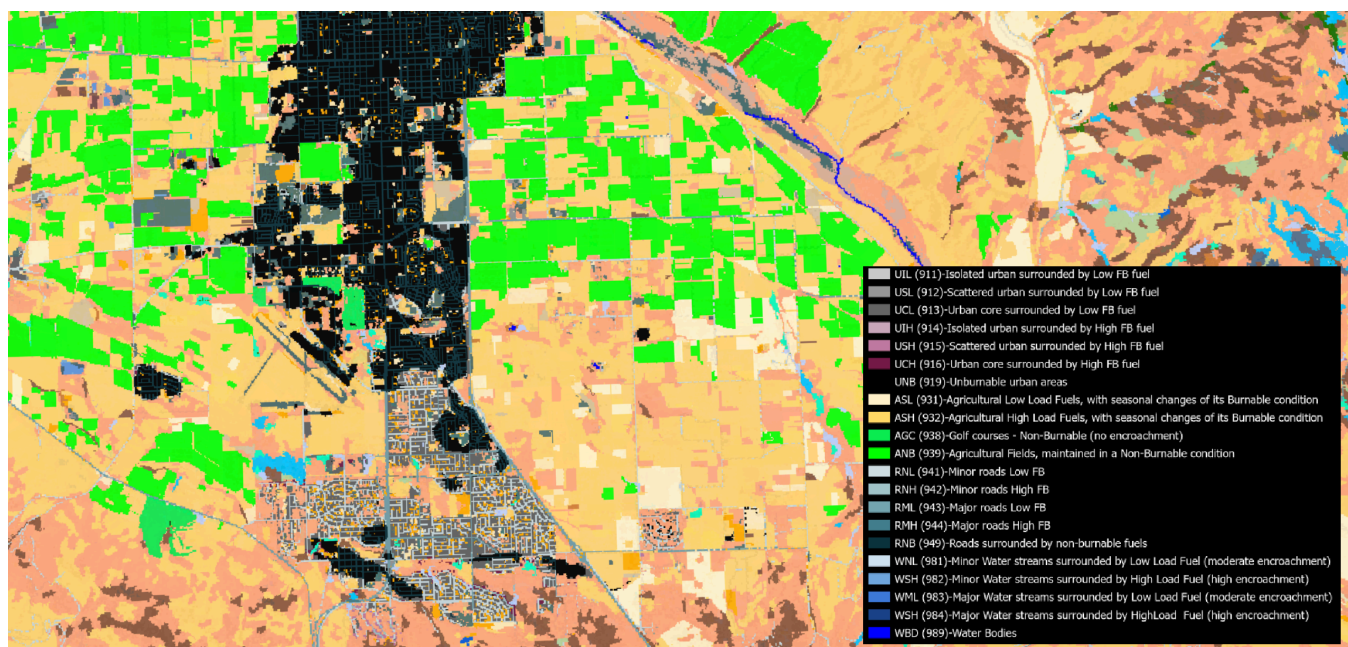 UIL (911)-Isolated urban surrounded by Low FB fuel
USL (912)-Scattered urban surrounded by Low FB fuel
UCL (913)-Urban core surrounded by Low FB fuel
UIH (914)-Isolated urban surrounded by High FB fuel
USH (915)-Scattered urban surrounded by High FB fuel
UCH (916)-Urban core surrounded by High FB fuel
UNB (919)-Unburnable urban areas
ASL (931)-Agricultural Low Load Fuels, with seasonal changes of its Burnable condition
ASH (932)-Agricultural High Load Fuels, with seasonal changes of its Burnable condition
AGC (938)-Golf courses - Non-Burnable (no encroachment)
ANB (939)-Agricultural Fields, maintained in a Non-Burnable condition
RNL (941)-Minor roads Low FB
RNH (942)-Minor roads High FB
RML (943)-Major roads Low FB
RMH (944)-Major roads High FB
RNB (949)-Roads surrounded by non-burnable fuels
WNL (981)-Minor Water streams surrounded by Low Load Fuel (moderate encroachment)
WSH (982)-Minor Water streams surrounded by High Load Fuel (high encroachment)
WML (983)-Major Water streams surrounded by Low Load Fuel (moderate encroachment)
WSH (984)-Major Water streams surrounded by HighLoad Fuel (high encroachment)
WBD (989)-Water Bodies